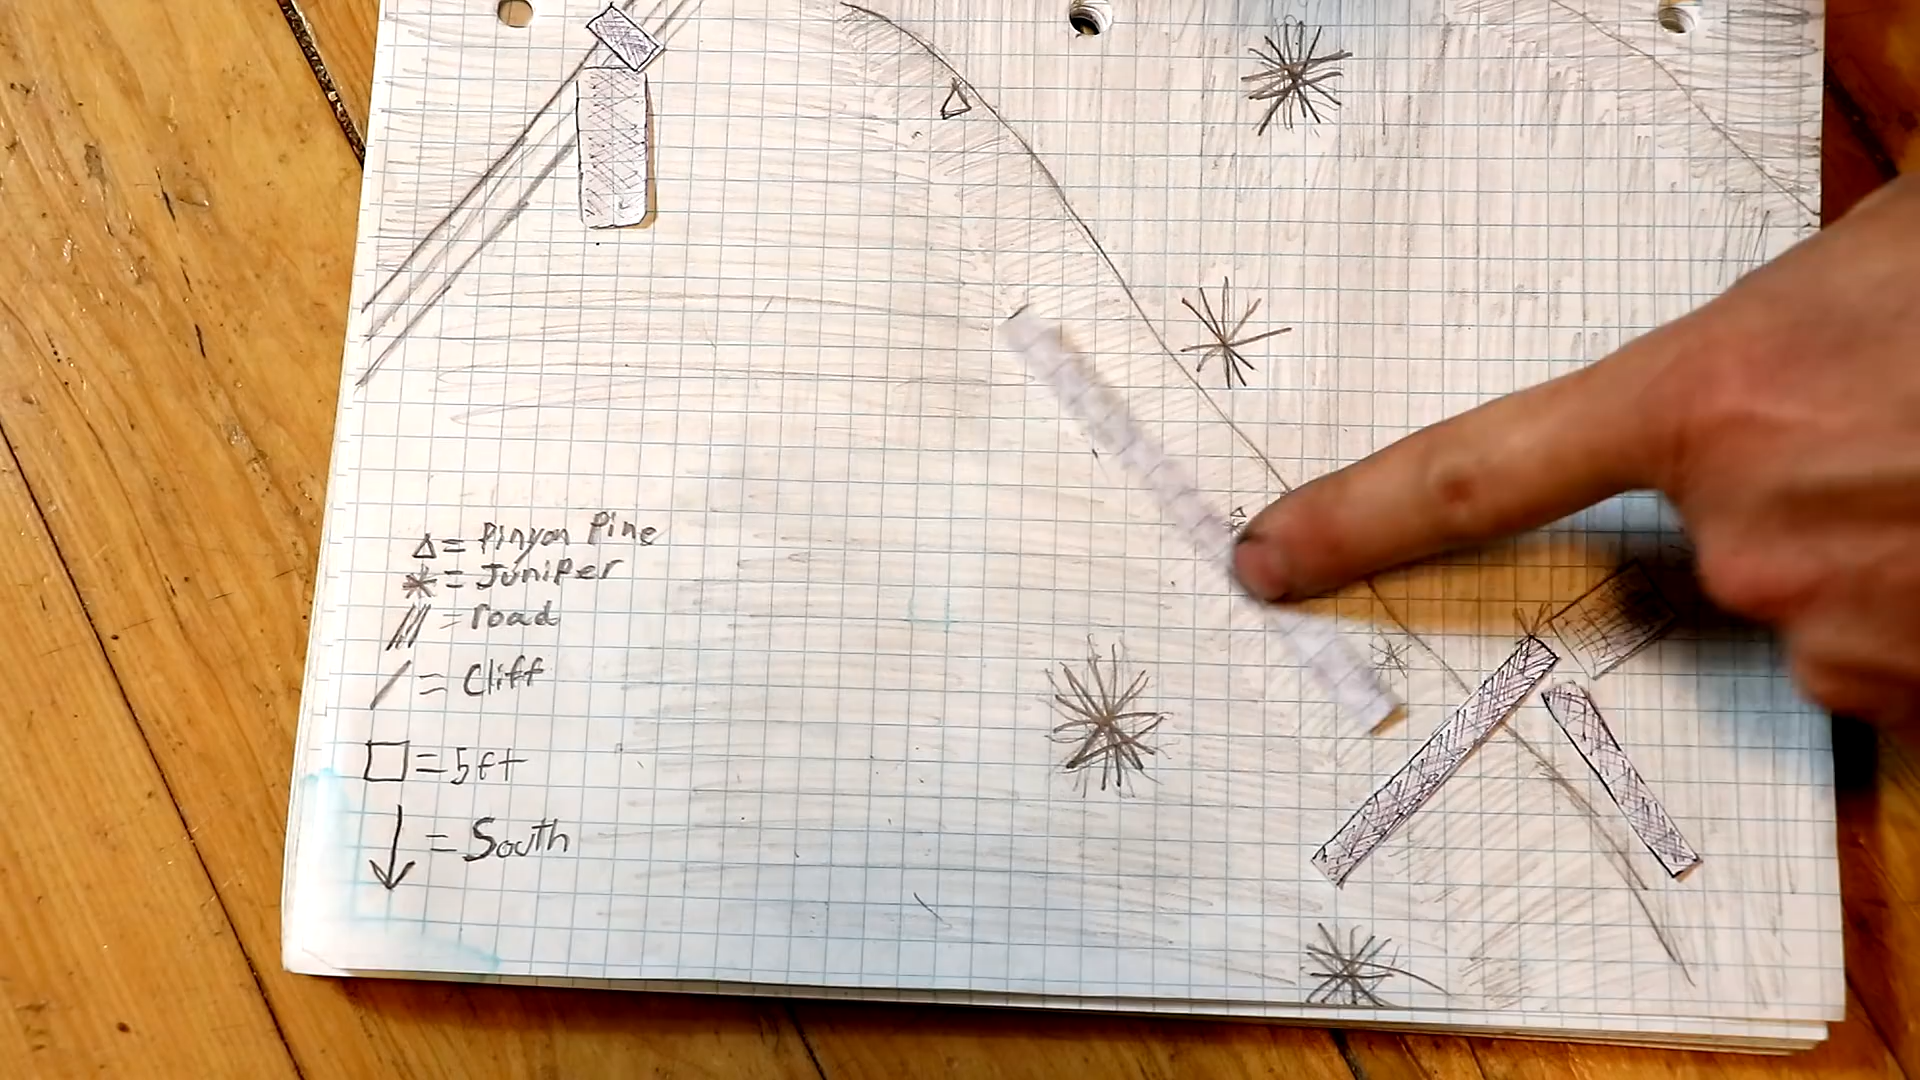 △= Pinyon Pine
* = Juniper
/// = road
/ = Cliff
□ = 5ft
↓ = South